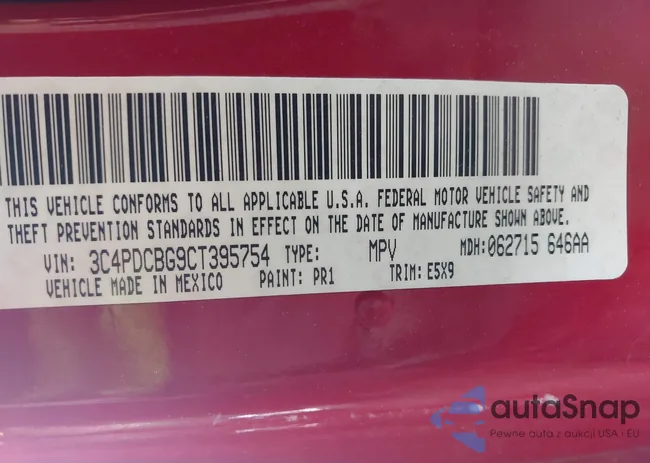 THIS VEHICLE CONFORMS TO ALL APPLICABLE U.S.A. FEDERAL MOTOR VEHICLE SAFETY AND
THEFT PREVENTION STANDARDS IN EFFECT ON THE DATE OF MANUFACTURE SHOWN ABOVE.
VIN: 3C4PDCBG9CT395754 TYPE: MPV MDH: 062715 646AA
VEHICLE MADE IN MEXICO PAINT: PR1 TRIM: E5X9
autaSnap
Pewne auta z aukcji USA i EU